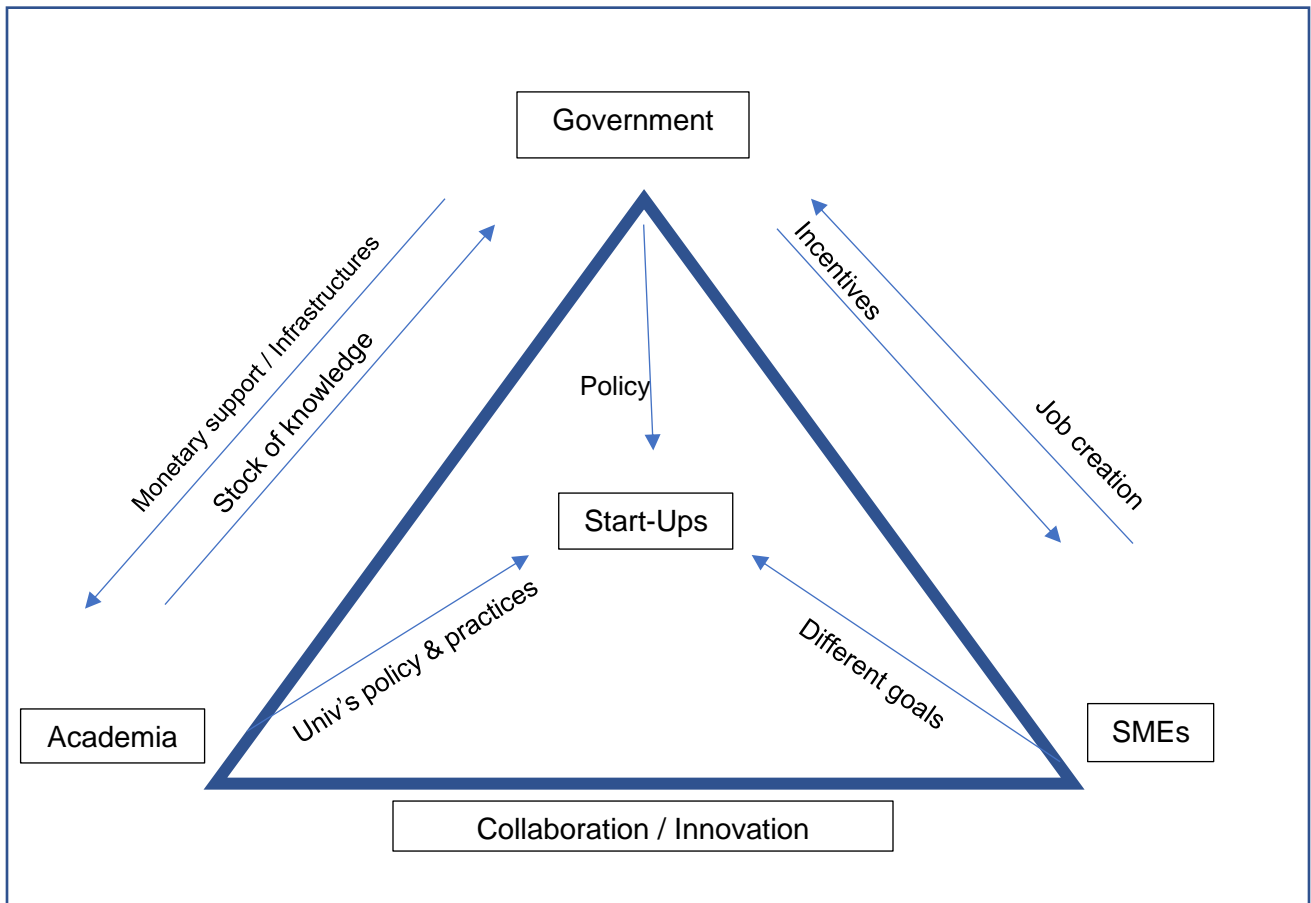 Government
Monetary support / Infrastructures
Stock of knowledge
Incentives
Job creation
Policy
Start-Ups
Univ’s policy & practices
Different goals
Academia
SMEs
Collaboration / Innovation